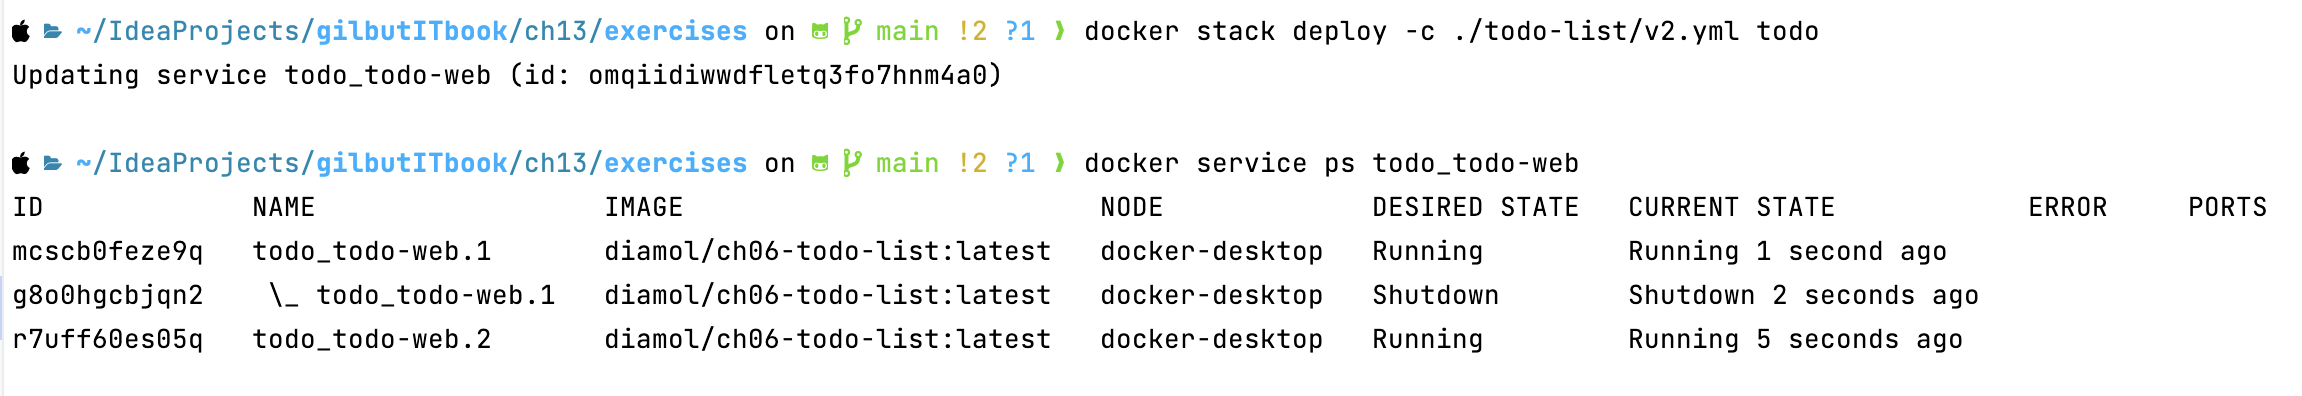 ~/IdeaProjects/gilbutITbook/ch13/exercises on main !2 ?1 ❯ docker stack deploy -c ./todo-list/v2.yml todo
Updating service todo_todo-web (id: omqiidiwwdfletq3fo7hnm4a0)
~/IdeaProjects/gilbutITbook/ch13/exercises on main !2 ?1 ❯ docker service ps todo_todo-web
ID NAME IMAGE NODE DESIRED STATE CURRENT STATE ERROR PORTS
mcscb0feze9q todo_todo-web.1 diamol/ch06-todo-list:latest docker-desktop Running Running 1 second ago
g8o0hgcbjqn2 \_ todo_todo-web.1 diamol/ch06-todo-list:latest docker-desktop Shutdown Shutdown 2 seconds ago
r7uff60es05q todo_todo-web.2 diamol/ch06-todo-list:latest docker-desktop Running Running 5 seconds ago